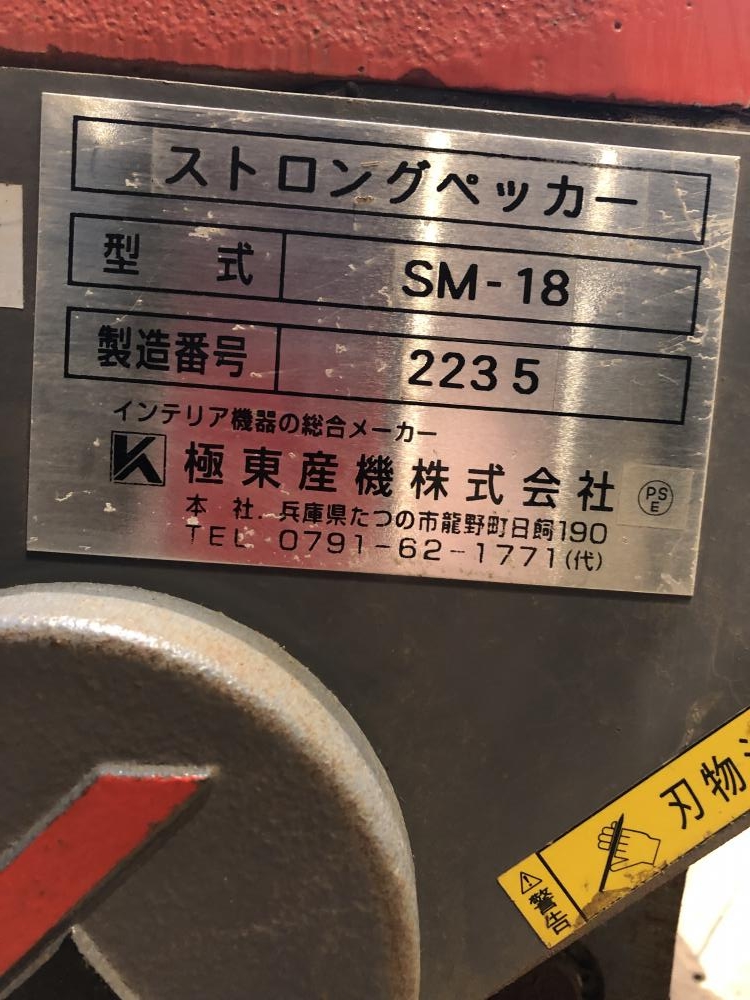 ストロングペッカー
型 式 SM-18
製造番号 2235
インテリア機器の総合メーカー
極東産機株式会社 PSE
本 社 兵庫県たつの市龍野町日飼190
TEL 0791-62-1771(代)
警告 刃物